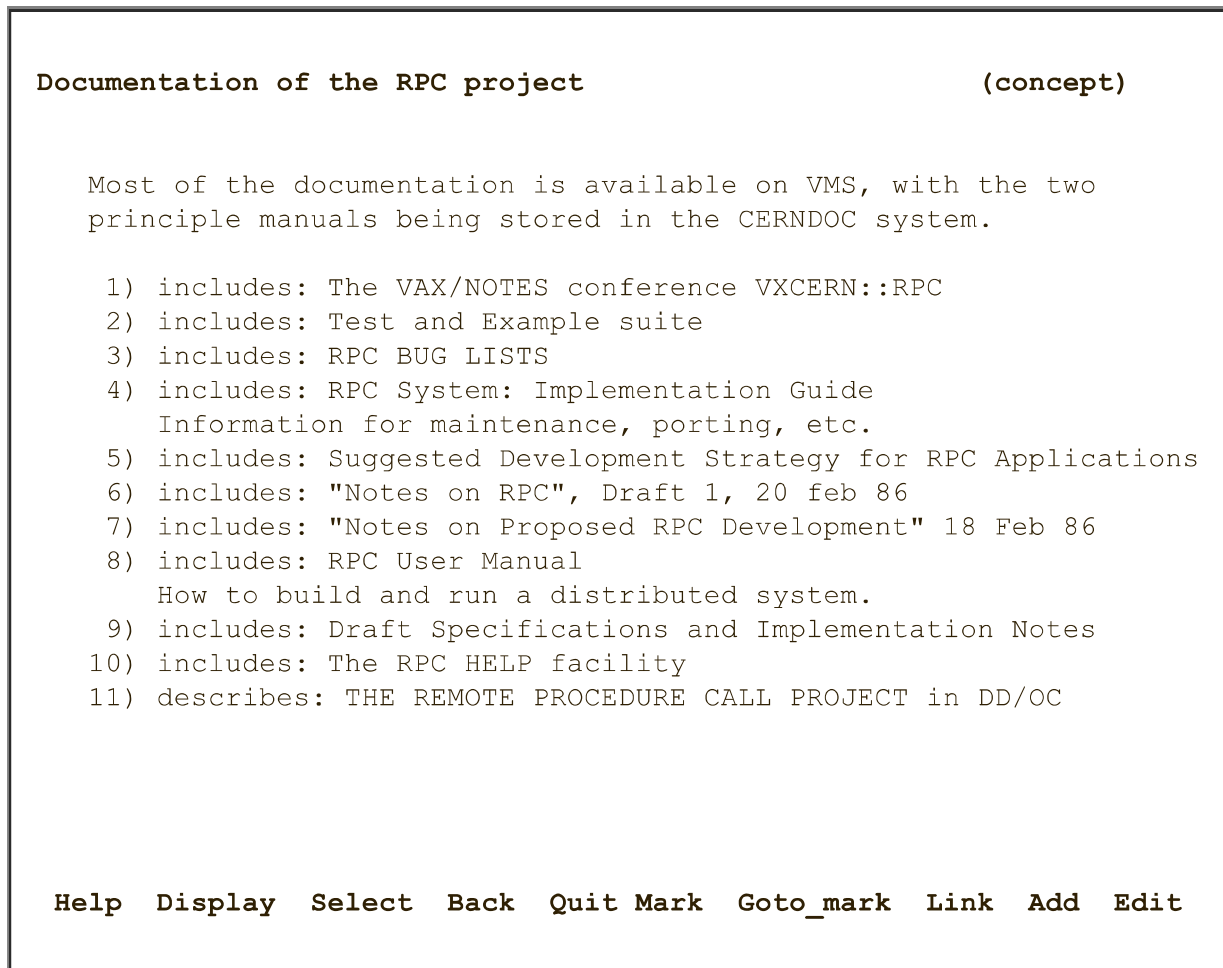 Documentation of the RPC project (concept)
Most of the documentation is available on VMS, with the two
principle manuals being stored in the CERNDOC system.
1) includes: The VAX/NOTES conference VXCERN::RPC
2) includes: Test and Example suite
3) includes: RPC BUG LISTS
4) includes: RPC System: Implementation Guide
Information for maintenance, porting, etc.
5) includes: Suggested Development Strategy for RPC Applications
6) includes: "Notes on RPC", Draft 1, 20 feb 86
7) includes: "Notes on Proposed RPC Development" 18 Feb 86
8) includes: RPC User Manual
How to build and run a distributed system.
9) includes: Draft Specifications and Implementation Notes
10) includes: The RPC HELP facility
11) describes: THE REMOTE PROCEDURE CALL PROJECT in DD/OC
Help Display Select Back Quit Mark Goto_mark Link Add Edit